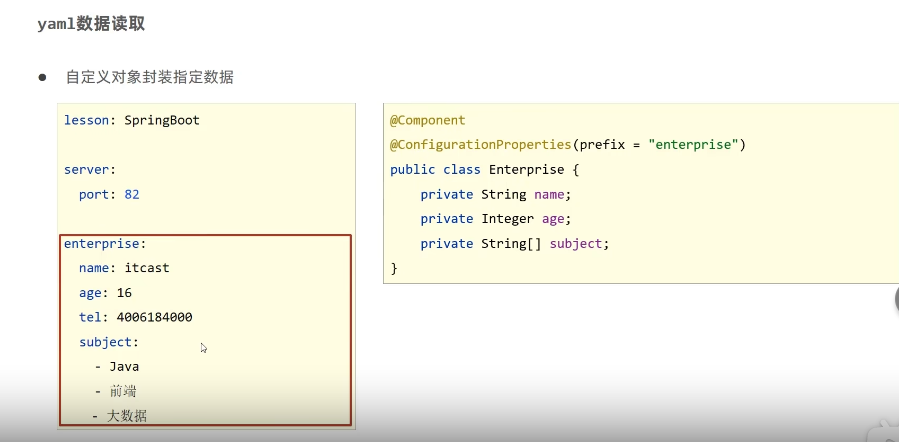 yaml数据读取
● 自定义对象封装指定数据
lesson: SpringBoot
server:
  port: 82
enterprise:
  name: itcast
  age: 16
  tel: 4006184000
  subject:
    - Java
    - 前端
    - 大数据
@Component
@ConfigurationProperties(prefix = "enterprise")
public class Enterprise {
    private String name;
    private Integer age;
    private String[] subject;
}